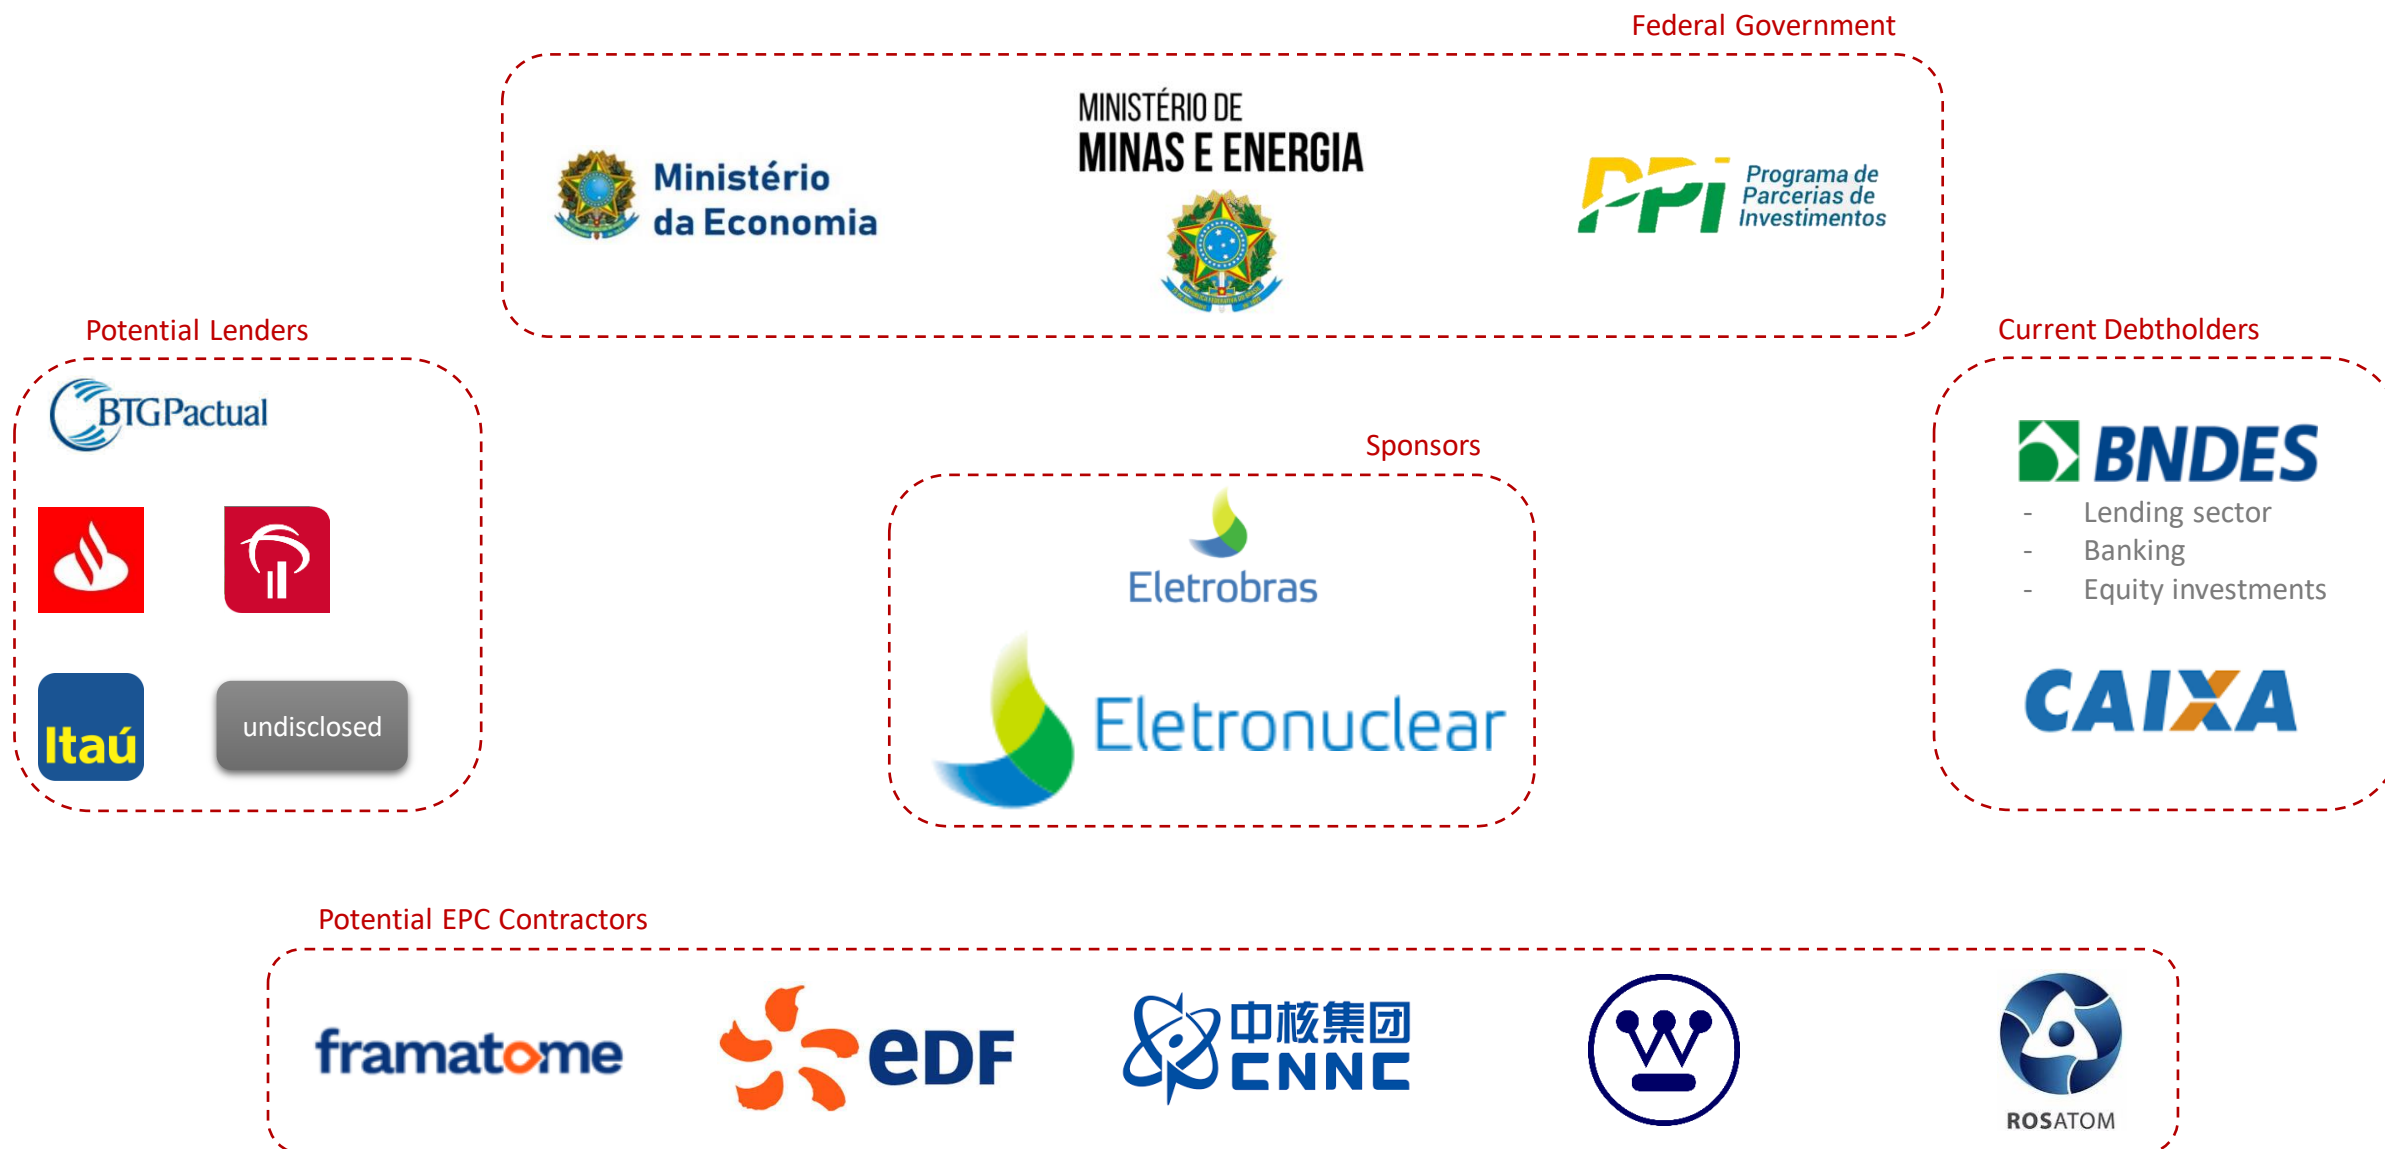 Federal Government
Ministério
da Economia
MINISTÉRIO DE
MINAS E ENERGIA
PPi
Programa de
Parcerias de
Investimentos
Potential Lenders
BTGPactual
Itaú
undisclosed
Sponsors
Eletrobras
Eletronuclear
Current Debtholders
BNDES
- Lending sector
- Banking
- Equity investments
CAIXA
Potential EPC Contractors
framatome
eDF
中核集团
CNNC
W
ROSATOM